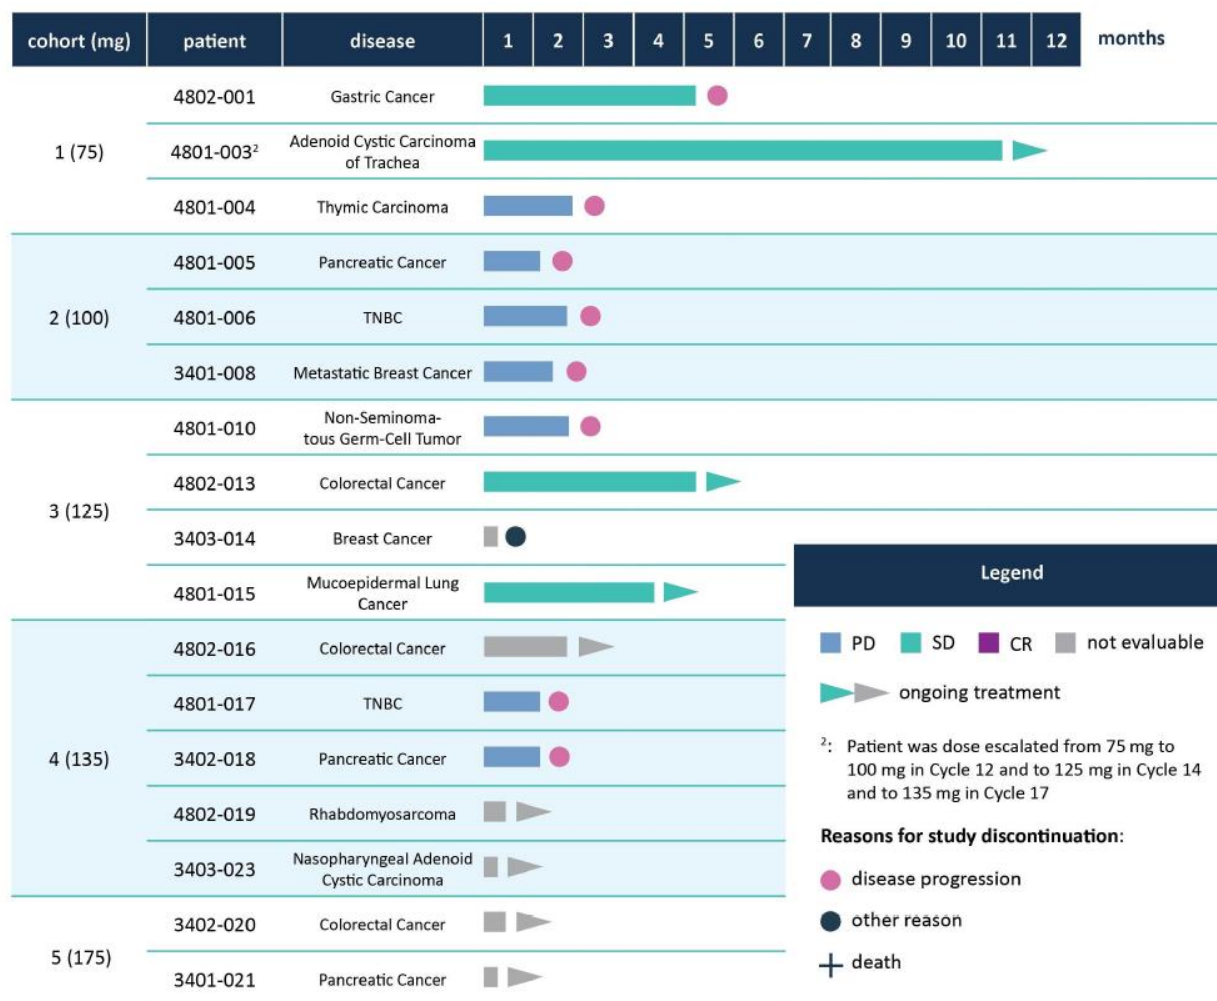 cohort (mg) patient disease 1 2 3 4 5 6 7 8 9 10 11 12 months
4802-001 Gastric Cancer
1 (75) 4801-003² Adenoid Cystic Carcinoma
of Trachea
4801-004 Thymic Carcinoma
4801-005 Pancreatic Cancer
2 (100) 4801-006 TNBC
3401-008 Metastatic Breast Cancer
4801-010 Non-Seminoma-
tous Germ-Cell Tumor
4802-013 Colorectal Cancer
3 (125)
3403-014 Breast Cancer
4801-015 Mucoepidermal Lung
Cancer
4802-016 Colorectal Cancer
4801-017 TNBC
4 (135) 3402-018 Pancreatic Cancer
4802-019 Rhabdomyosarcoma
3403-023 Nasopharyngeal Adenoid
Cystic Carcinoma
3402-020 Colorectal Cancer
5 (175)
3401-021 Pancreatic Cancer
Legend
PD SD CR not evaluable
ongoing treatment
²: Patient was dose escalated from 75 mg to
100 mg in Cycle 12 and to 125 mg in Cycle 14
and to 135 mg in Cycle 17
Reasons for study discontinuation:
disease progression
other reason
death